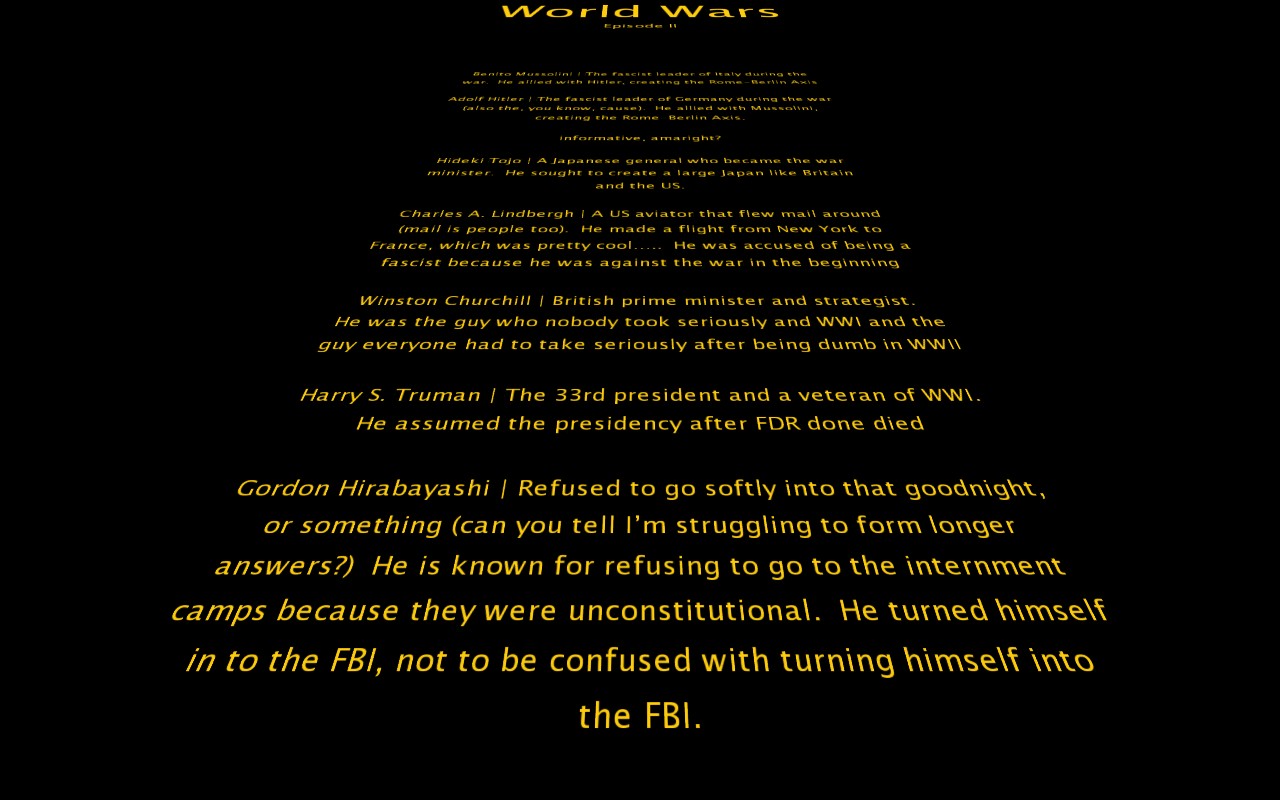 World Wars
Episode II
Benito Mussolini | The fascist leader of Italy during the
war.  He allied with Hitler, creating the Rome-Berlin Axis
Adolf Hitler | The fascist leader of Germany during the war
(also the, you know, cause).  He allied with Mussolini,
creating the Rome-Berlin Axis.
informative, amaright?
Hideki Tojo | A Japanese general who became the war
minister.  He sought to create a large Japan like Britain
and the US.
Charles A. Lindbergh | A US aviator that flew mail around
(mail is people too).  He made a flight from New York to
France, which was pretty cool.....  He was accused of being a
fascist because he was against the war in the beginning
Winston Churchill | British prime minister and strategist.
He was the guy who nobody took seriously and WWI and the
guy everyone had to take seriously after being dumb in WWII
Harry S. Truman | The 33rd president and a veteran of WWI.
He assumed the presidency after FDR done died
Gordon Hirabayashi | Refused to go softly into that goodnight,
or something (can you tell I'm struggling to form longer
answers?)  He is known for refusing to go to the internment
camps because they were unconstitutional.  He turned himself
in to the FBI, not to be confused with turning himself into
the FBI.